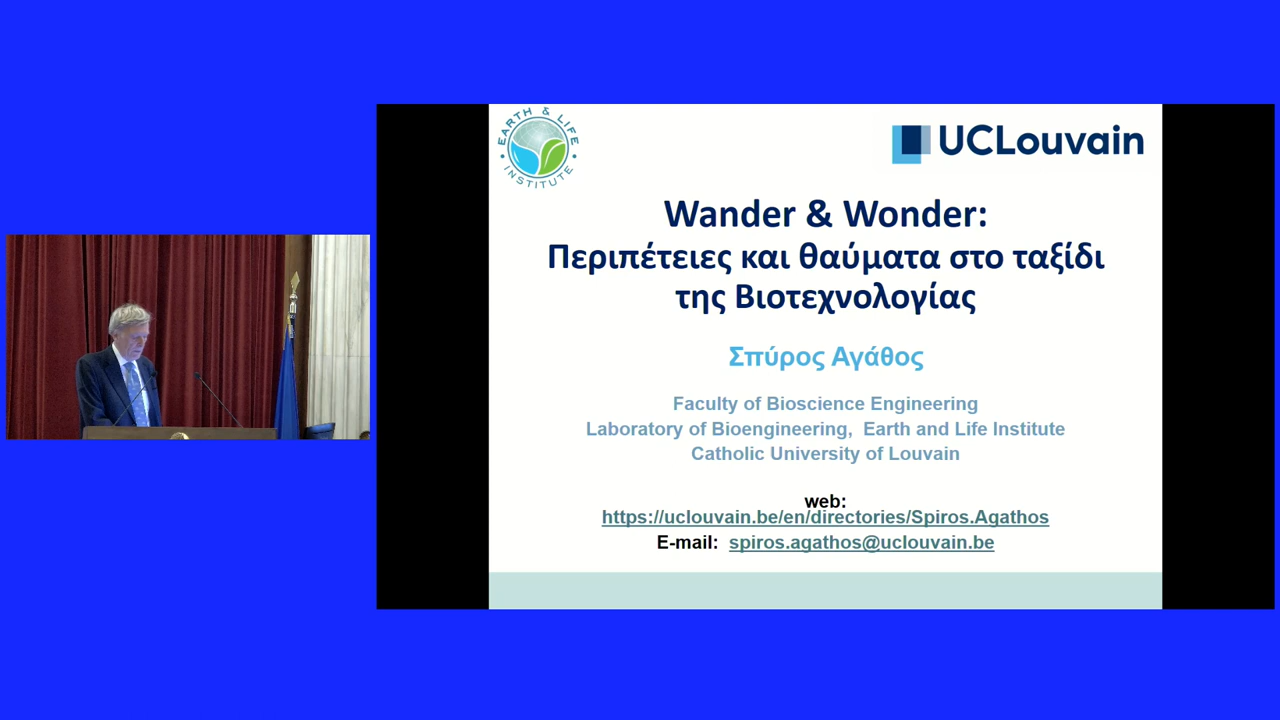 EARTH & LIFE
INSTITUTE
UCLouvain
Wander & Wonder:
Περιπέτειες και θαύματα στο ταξίδι
της Βιοτεχνολογίας
Σπύρος Αγάθος
Faculty of Bioscience Engineering
Laboratory of Bioengineering, Earth and Life Institute
Catholic University of Louvain
web:
https://uclouvain.be/en/directories/Spiros.Agathos
E-mail: spiros.agathos@uclouvain.be